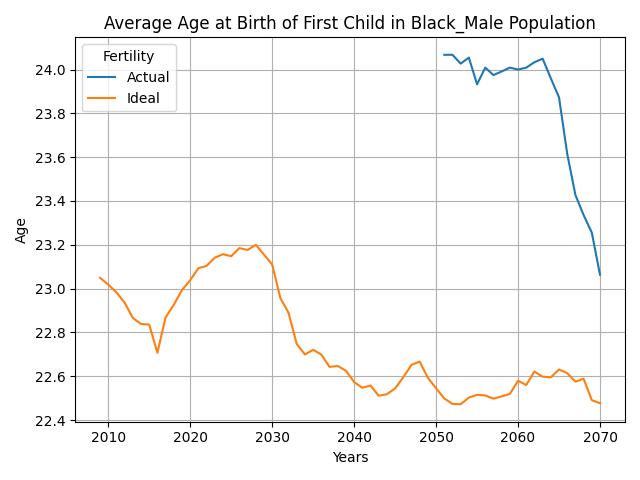 Average Age at Birth of First Child in Black_Male Population
Fertility
Actual
Ideal
Age
24.0
23.8
23.6
23.4
23.2
23.0
22.8
22.6
22.4
2010 2020 2030 2040 2050 2060 2070
Years